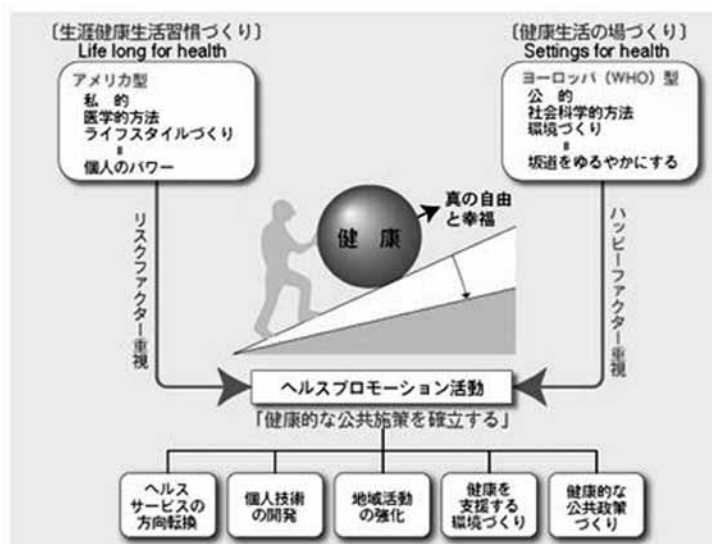 〔生涯健康生活習慣づくり〕
Life long for health
アメリカ型
私 的
医学的方法
ライフスタイルづくり
॥
個人のパワー
〔健康生活の場づくり〕
Settings for health
ヨーロッパ（WHO）型
公 的
社会科学的方法
環境づくり
॥
坂道をゆるやかにする
リスクファクター重視
健 康
真の自由
と幸福
ハッピーファクター重視
ヘルスプロモーション活動
「健康的な公共施策を確立する」
ヘルス
サービスの
方向転換
個人技術
の開発
地域活動
の強化
健康を
支援する
環境づくり
健康的な
公共政策
づくり